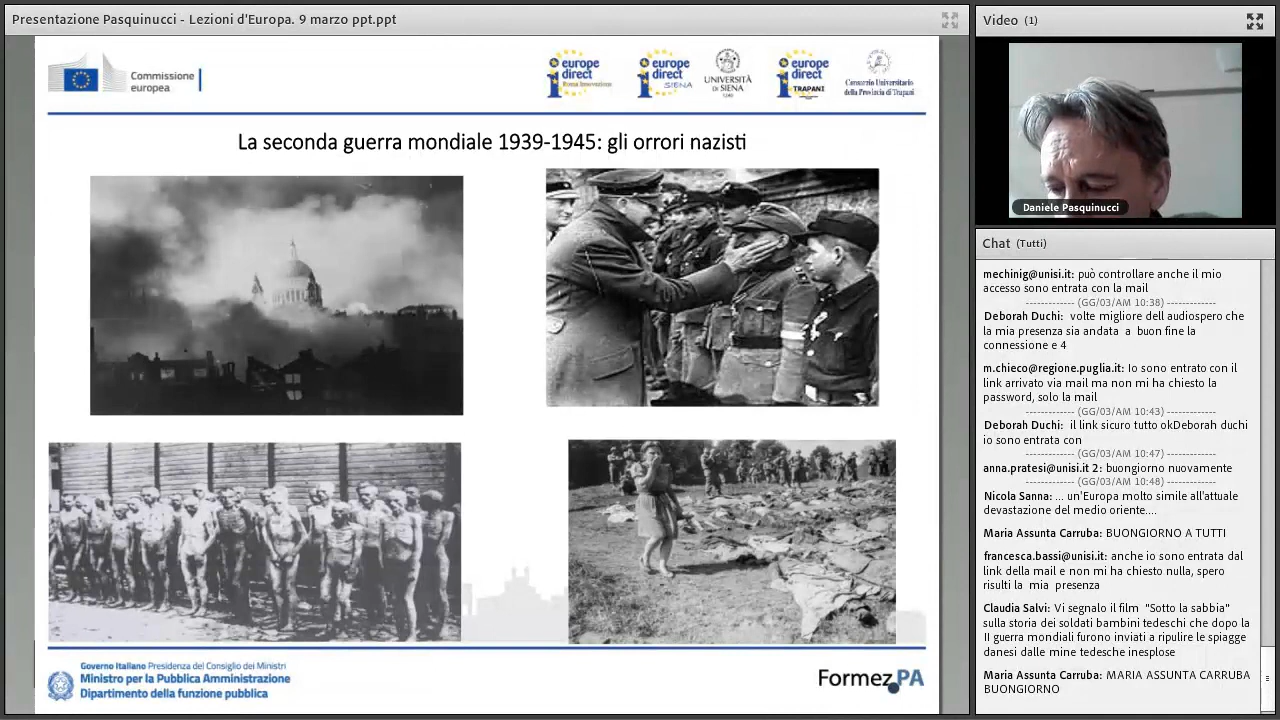 Presentazione Pasquinucci - Lezioni d'Europa. 9 marzo ppt.ppt
Commissione
europea
europe
direct
Roma Innovazione
europe
direct
SIENA
UNIVERSITÀ
DI SIENA
1240
europe
direct
TRAPANI
Consorzio Universitario
della Provincia di Trapani
La seconda guerra mondiale 1939-1945: gli orrori nazisti
Governo Italiano Presidenza del Consiglio dei Ministri
Ministro per la Pubblica Amministrazione
Dipartimento della funzione pubblica
Formez PA
Video (1)
Daniele Pasquinucci
Chat (Tutti)
mechinig@unisi.it: può controllare anche il mio
accesso sono entrata con la mail
------------ (GG/03/AM 10:38) ------------
Deborah Duchi: volte migliore dell audiospero che
la mia presenza sia andata a buon fine la
connessione e 4
m.chieco@regione.puglia.it: Io sono entrato con il
link arrivato via mail ma non mi ha chiesto la
password, solo la mail
------------ (GG/03/AM 10:43) ------------
Deborah Duchi: il link sicuro tutto okDeborah duchi
io sono entrata con
------------ (GG/03/AM 10:47) ------------
anna.pratesi@unisi.it 2: buongiorno nuovamente
------------ (GG/03/AM 10:48) ------------
Nicola Sanna: ... un'Europa molto simile all'attuale
devastazione del medio oriente....
Maria Assunta Carruba: BUONGIORNO A TUTTI
francesca.bassi@unisi.it: anche io sono entrata dal
link della mail e non mi ha chiesto nulla, spero
risulti la mia presenza
Claudia Salvi: Vi segnalo il film "Sotto la sabbia"
sulla storia dei soldati bambini tedeschi che dopo la
II guerra mondiali furono inviati a ripulire le spiagge
danesi dalle mine tedesche inesplose
Maria Assunta Carruba: MARIA ASSUNTA CARRUBA
BUONGIORNO